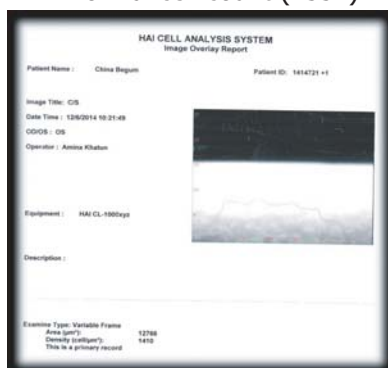 HAI CELL ANALYSIS SYSTEM
Image Overlay Report
Patient Name : China Begum
Patient ID: 1414721 +1
Image Title: C/S
Date Time : 12/6/2014 10:21:49
OD/OS : OS
Operator : Amina Khatun
Equipment : HAI CL-1000xyz
Description :
Examine Type: Variable Frame
Area (µm²): 12766
Density (cell/µm²): 1410
This is a primary record